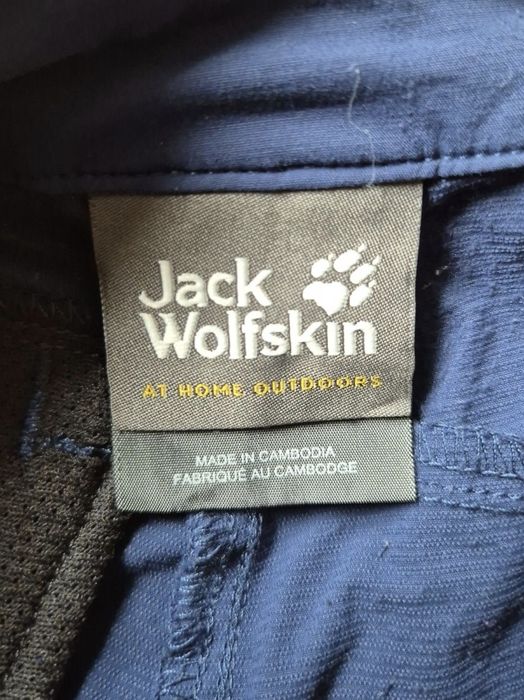 Jack
Wolfskin
AT HOME OUTDOORS
MADE IN CAMBODIA
FABRIQUÉ AU CAMBODGE